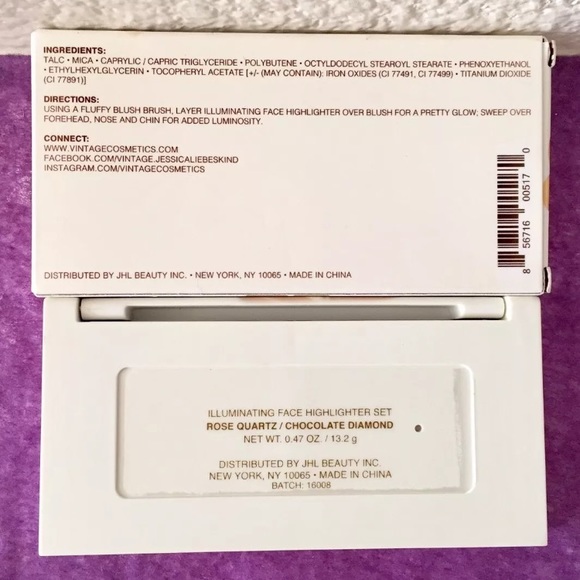 INGREDIENTS:
TALC • MICA • CAPRYLIC / CAPRIC TRIGLYCERIDE • POLYBUTENE • OCTYLDODECYL STEAROYL STEARATE • PHENOXYETHANOL
• ETHYLHEXYLGLYCERIN • TOCOPHERYL ACETATE [+/- (MAY CONTAIN): IRON OXIDES (CI 77491, CI 77499) • TITANIUM DIOXIDE
(CI 77891)]
DIRECTIONS:
USING A FLUFFY BLUSH BRUSH, LAYER ILLUMINATING FACE HIGHLIGHTER OVER BLUSH FOR A PRETTY GLOW; SWEEP OVER
FOREHEAD, NOSE AND CHIN FOR ADDED LUMINOSITY.
CONNECT:
WWW.VINTAGECOSMETICS.COM
FACEBOOK.COM/VINTAGE.JESSICALIEBESKIND
INSTAGRAM.COM/VINTAGECOSMETICS
8 56716 00517 0
DISTRIBUTED BY JHL BEAUTY INC. • NEW YORK, NY 10065 • MADE IN CHINA
ILLUMINATING FACE HIGHLIGHTER SET
ROSE QUARTZ / CHOCOLATE DIAMOND
NET WT. 0.47 OZ. / 13.2 g
DISTRIBUTED BY JHL BEAUTY INC.
NEW YORK, NY 10065 • MADE IN CHINA
BATCH: 16008